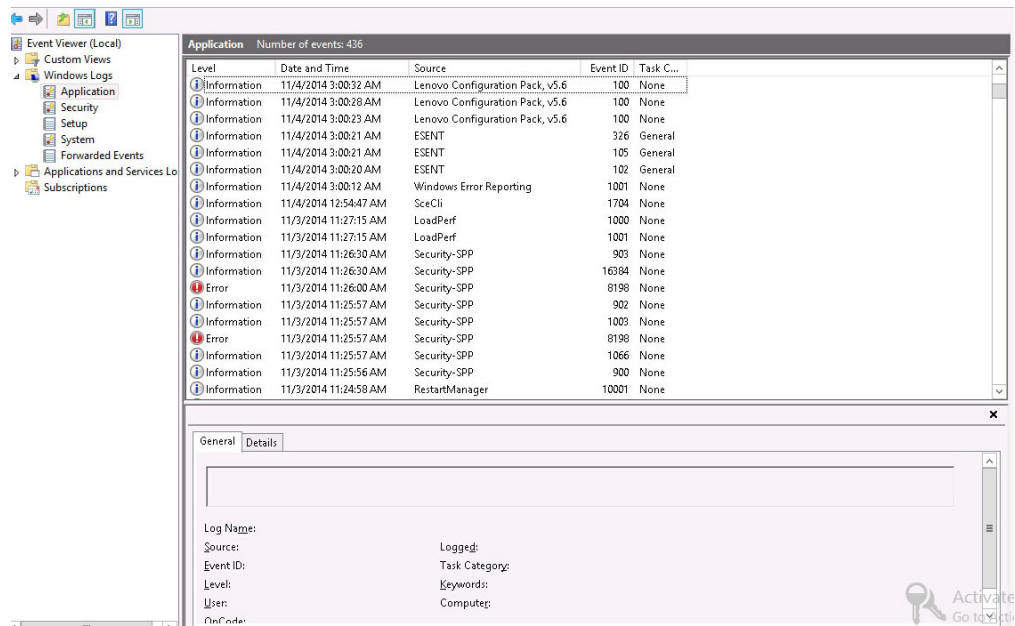 Event Viewer (Local)
Custom Views
Windows Logs
Application
Security
Setup
System
Forwarded Events
Applications and Services Lo
Subscriptions
Application Number of events: 436
Level Date and Time Source Event ID Task C...
Information 11/4/2014 3:00:32 AM Lenovo Configuration Pack, v5.6 100 None
Information 11/4/2014 3:00:28 AM Lenovo Configuration Pack, v5.6 100 None
Information 11/4/2014 3:00:23 AM Lenovo Configuration Pack, v5.6 100 None
Information 11/4/2014 3:00:21 AM ESENT 326 General
Information 11/4/2014 3:00:21 AM ESENT 105 General
Information 11/4/2014 3:00:20 AM ESENT 102 General
Information 11/4/2014 3:00:12 AM Windows Error Reporting 1001 None
Information 11/4/2014 12:54:47 AM SceCli 1704 None
Information 11/3/2014 11:27:15 AM LoadPerf 1000 None
Information 11/3/2014 11:27:15 AM LoadPerf 1001 None
Information 11/3/2014 11:26:30 AM Security-SPP 903 None
Information 11/3/2014 11:26:30 AM Security-SPP 16384 None
Error 11/3/2014 11:26:00 AM Security-SPP 8198 None
Information 11/3/2014 11:25:57 AM Security-SPP 902 None
Information 11/3/2014 11:25:57 AM Security-SPP 1003 None
Error 11/3/2014 11:25:57 AM Security-SPP 8198 None
Information 11/3/2014 11:25:57 AM Security-SPP 1066 None
Information 11/3/2014 11:25:56 AM Security-SPP 900 None
Information 11/3/2014 11:24:58 AM RestartManager 10001 None
General Details
Log Name:
Source: Logged:
Event ID: Task Category:
Level: Keywords:
User: Computer:
OpCode:
Activate
Go to Acti